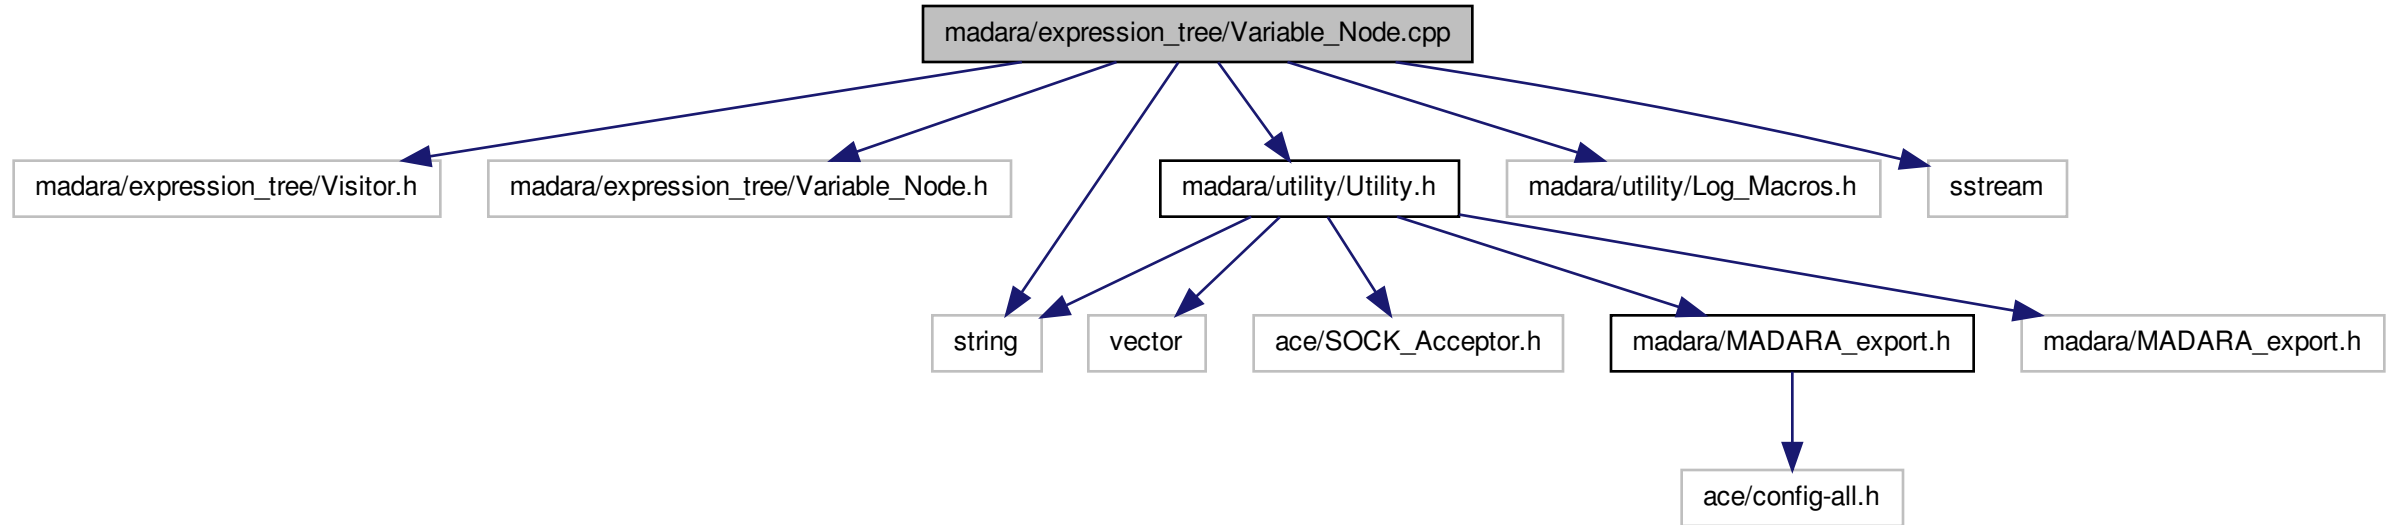 madara/expression_tree/Variable_Node.cpp
madara/expression_tree/Visitor.h
madara/expression_tree/Variable_Node.h
madara/utility/Utility.h
madara/utility/Log_Macros.h
sstream
string
vector
ace/SOCK_Acceptor.h
madara/MADARA_export.h
madara/MADARA_export.h
ace/config-all.h